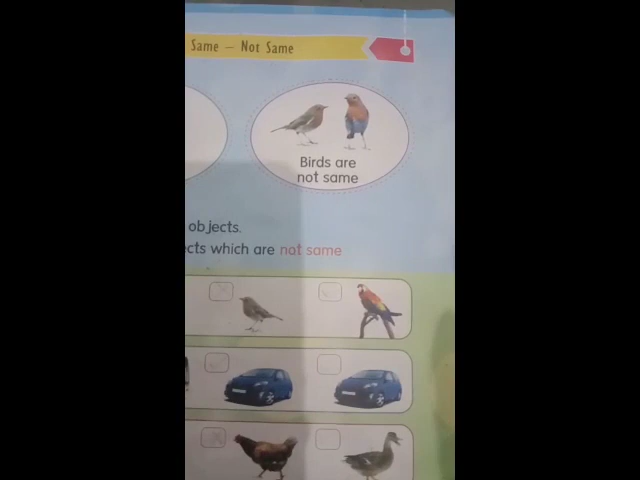 Same – Not Same
Birds are
not same
objects.
ects which are not same